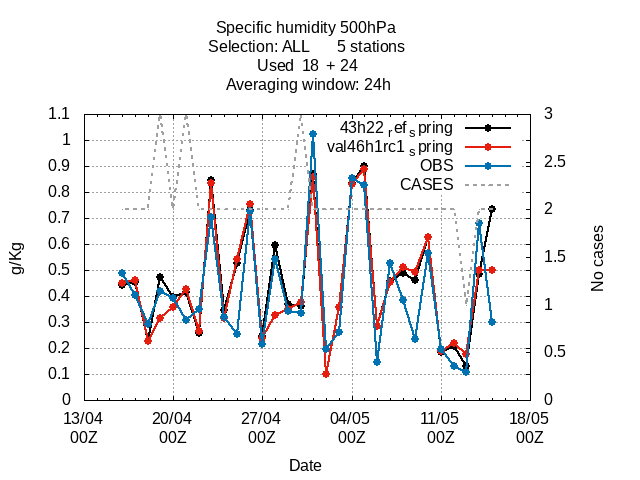 Specific humidity 500hPa
Selection: ALL 5 stations
Used 18 + 24
Averaging window: 24h
43h22 refspring
val46h1rc1 spring
OBS
CASES
g/Kg
1.1
1
0.9
0.8
0.7
0.6
0.5
0.4
0.3
0.2
0.1
0
No cases
3
2.5
2
1.5
1
0.5
0
13/04 20/04 27/04 04/05 11/05 18/05
00Z 00Z 00Z 00Z 00Z 00Z
Date